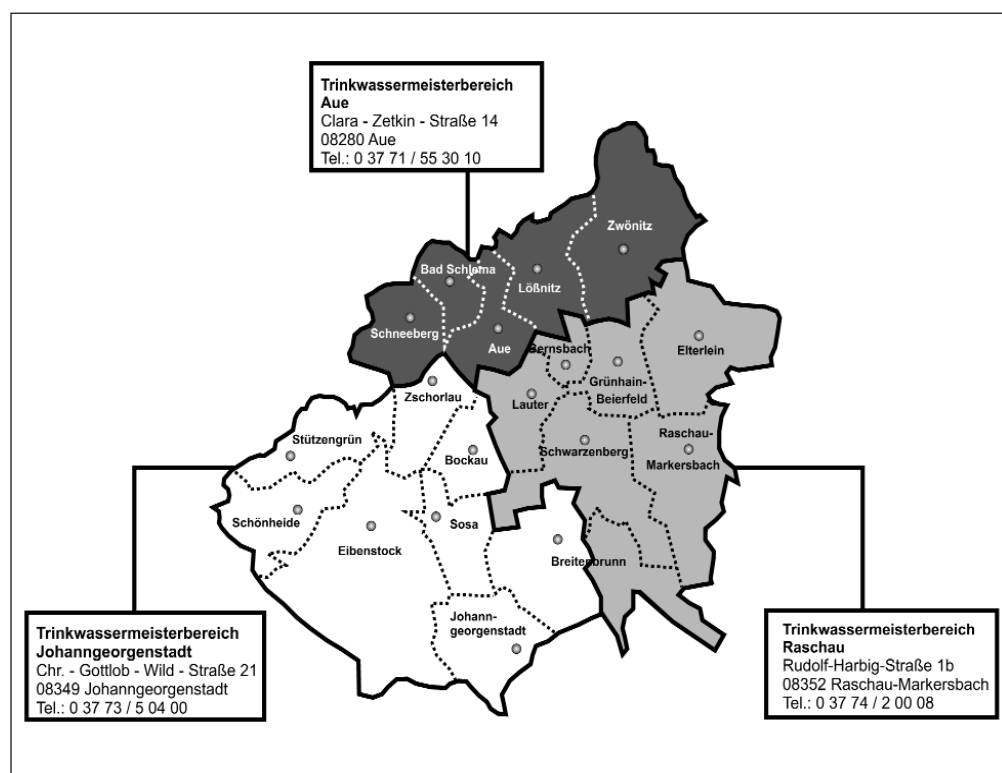 Trinkwassermeisterbereich
Aue
Clara - Zetkin - Straße 14
08280 Aue
Tel.: 0 37 71 / 55 30 10
Zwönitz
Bad Schlema
Lößnitz
Schneeberg
Aue
Bernsbach
Elterlein
Grünhain-
Beierfeld
Zschorlau
Lauter
Stützengrün
Bockau
Schwarzenberg
Raschau-
Markersbach
Schönheide
Sosa
Eibenstock
Breitenbrunn
Johann-
georgenstadt
Trinkwassermeisterbereich
Johanngeorgenstadt
Chr. - Gottlob - Wild - Straße 21
08349 Johanngeorgenstadt
Tel.: 0 37 73 / 5 04 00
Trinkwassermeisterbereich
Raschau
Rudolf-Harbig-Straße 1b
08352 Raschau-Markersbach
Tel.: 0 37 74 / 2 00 08